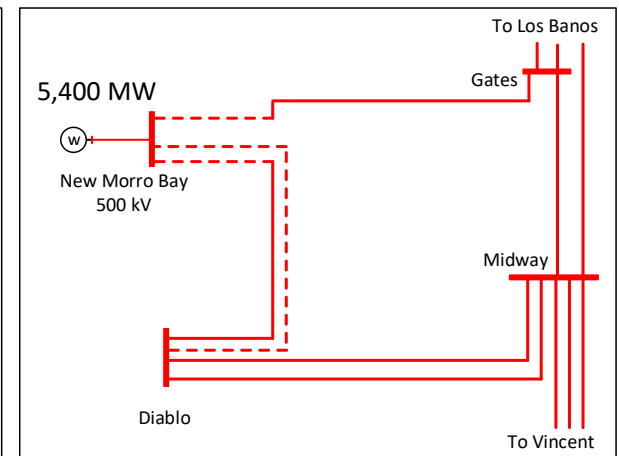 To Los Banos
Gates
5,400 MW
W
New Morro Bay
500 kV
Midway
Diablo
To Vincent